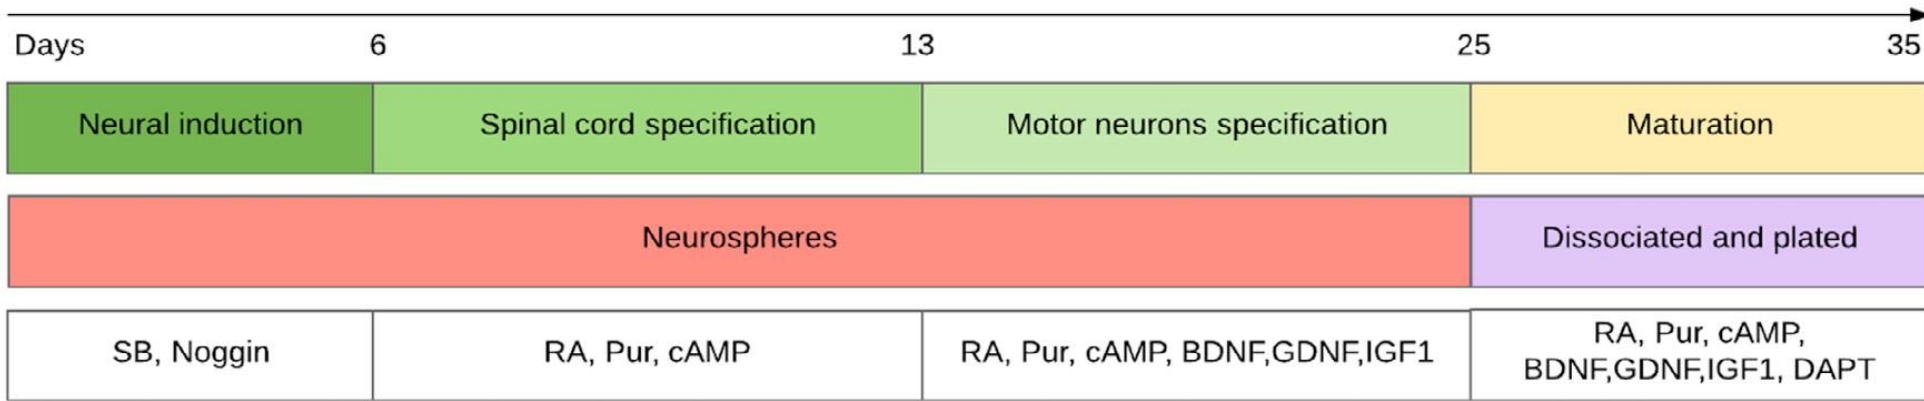 Days 6 13 25 35
Neural induction Spinal cord specification Motor neurons specification Maturation
Neurospheres Dissociated and plated
SB, Noggin RA, Pur, cAMP RA, Pur, cAMP, BDNF,GDNF,IGF1 RA, Pur, cAMP,
BDNF,GDNF,IGF1, DAPT